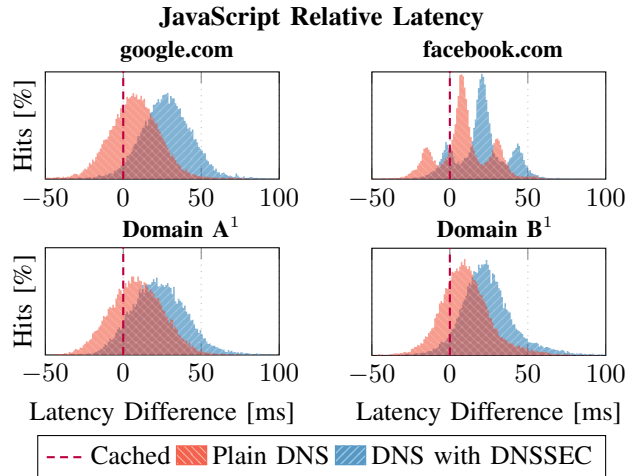 JavaScript Relative Latency
google.com
facebook.com
Hits [%]
−50 0 50 100
−50 0 50 100
Domain A¹
Domain B¹
Hits [%]
−50 0 50 100
−50 0 50 100
Latency Difference [ms]
Latency Difference [ms]
Cached Plain DNS DNS with DNSSEC